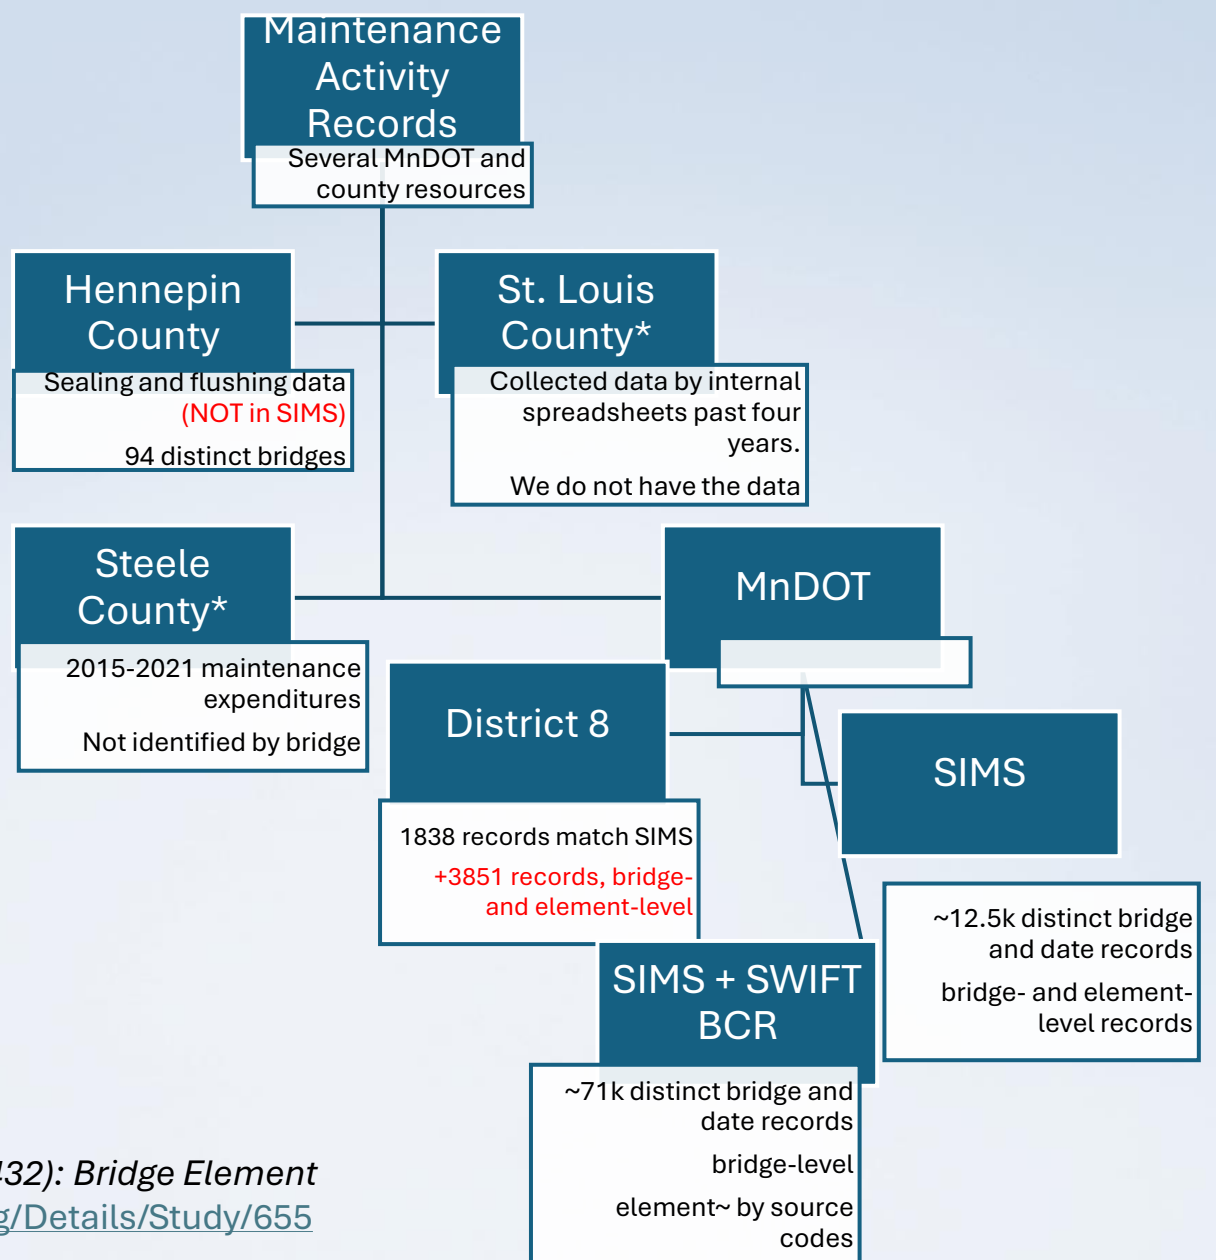 Maintenance
Activity
Records
Several MnDOT and
county resources
Hennepin
County
Sealing and flushing data
(NOT in SIMS)
94 distinct bridges
St. Louis
County*
Collected data by internal
spreadsheets past four
years.
We do not have the data
Steele
County*
2015-2021 maintenance
expenditures
Not identified by bridge
MnDOT
District 8
1838 records match SIMS
+3851 records, bridge-
and element-level
SIMS
~12.5k distinct bridge
and date records
bridge- and element-
level records
SIMS + SWIFT
BCR
~71k distinct bridge and
date records
bridge-level
element~ by source
codes
432): Bridge Element
g/Details/Study/655